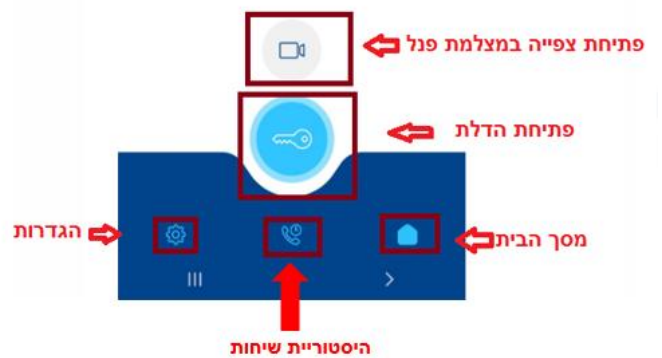 פתיחת צפייה במצלמת פנל
פתיחת הדלת
מסך הבית
הגדרות
היסטוריית שיחות